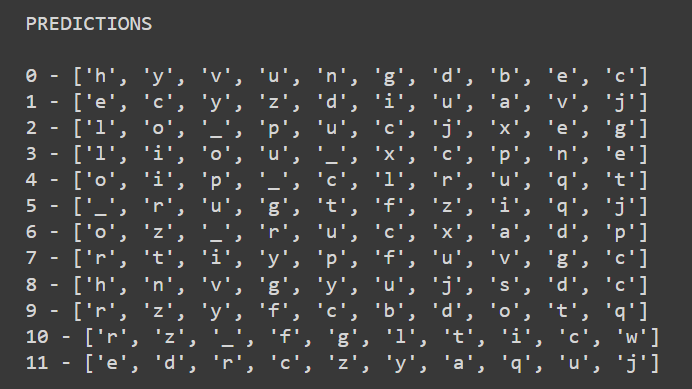 PREDICTIONS
0 - ['h', 'y', 'v', 'u', 'n', 'g', 'd', 'b', 'e', 'c']
1 - ['e', 'c', 'y', 'z', 'd', 'i', 'u', 'a', 'v', 'j']
2 - ['l', 'o', '_', 'p', 'u', 'c', 'j', 'x', 'e', 'g']
3 - ['l', 'i', 'o', 'u', '_', 'x', 'c', 'p', 'n', 'e']
4 - ['o', 'i', 'p', '_', 'c', 'l', 'r', 'u', 'q', 't']
5 - ['_', 'r', 'u', 'g', 't', 'f', 'z', 'i', 'q', 'j']
6 - ['o', 'z', '_', 'r', 'u', 'c', 'x', 'a', 'd', 'p']
7 - ['r', 't', 'i', 'y', 'p', 'f', 'u', 'v', 'g', 'c']
8 - ['h', 'n', 'v', 'g', 'y', 'u', 'j', 's', 'd', 'c']
9 - ['r', 'z', 'y', 'f', 'c', 'b', 'd', 'o', 't', 'q']
10 - ['r', 'z', '_', 'f', 'g', 'l', 't', 'i', 'c', 'w']
11 - ['e', 'd', 'r', 'c', 'z', 'y', 'a', 'q', 'u', 'j']